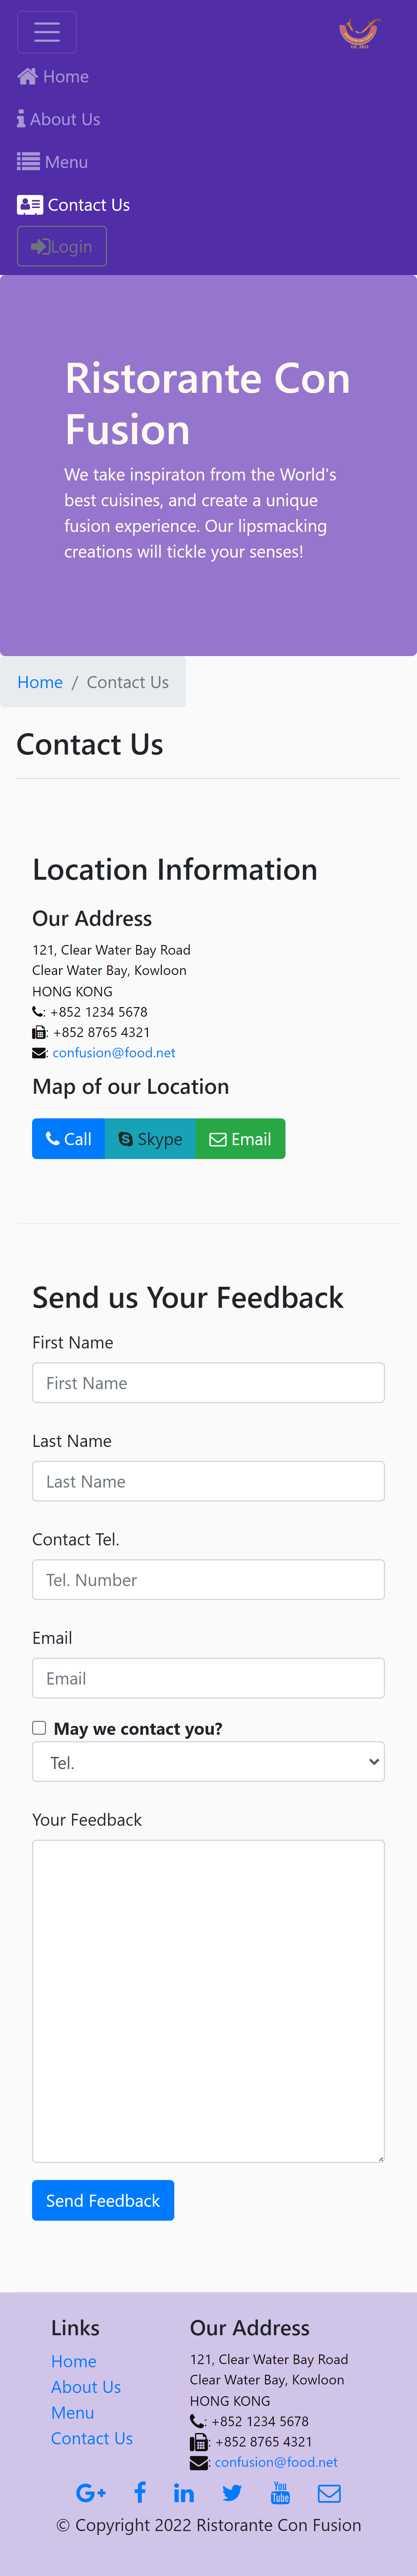 Home
About Us
Menu
Contact Us
Login
Ristorante Con
Fusion
We take inspiraton from the World's
best cuisines, and create a unique
fusion experience. Our lipsmacking
creations will tickle your senses!
Home / Contact Us
Contact Us
Location Information
Our Address
121, Clear Water Bay Road
Clear Water Bay, Kowloon
HONG KONG
: +852 1234 5678
: +852 8765 4321
: confusion@food.net
Map of our Location
Call Skype Email
Send us Your Feedback
First Name
First Name
Last Name
Last Name
Contact Tel.
Tel. Number
Email
Email
May we contact you?
Tel.
Your Feedback
Send Feedback
Links
Home
About Us
Menu
Contact Us
Our Address
121, Clear Water Bay Road
Clear Water Bay, Kowloon
HONG KONG
: +852 1234 5678
: +852 8765 4321
: confusion@food.net
You
Tube
© Copyright 2022 Ristorante Con Fusion